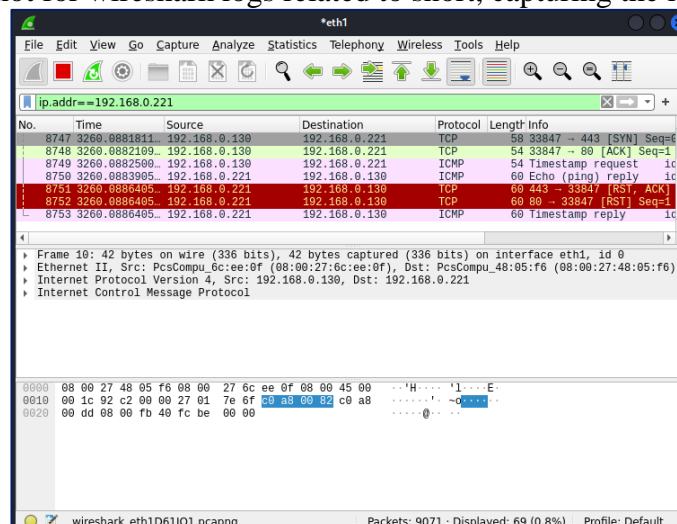 for wireshark logs related to short, capturing the
*eth1
File Edit View Go Capture Analyze Statistics Telephony Wireless Tools Help
ip.addr==192.168.0.221
No. Time Source Destination Protocol Length Info
8747 3260.0881811… 192.168.0.130 192.168.0.221 TCP 58 33847 → 443 [SYN] Seq=0
8748 3260.0882109… 192.168.0.130 192.168.0.221 TCP 54 33847 → 80 [ACK] Seq=1
8749 3260.0882500… 192.168.0.130 192.168.0.221 ICMP 54 Timestamp request
8750 3260.0883905… 192.168.0.221 192.168.0.130 ICMP 60 Echo (ping) reply
8751 3260.0886405… 192.168.0.221 192.168.0.130 TCP 60 443 → 33847 [RST, ACK]
8752 3260.0886405… 192.168.0.221 192.168.0.130 TCP 60 80 → 33847 [RST] Seq=1
8753 3260.0886405… 192.168.0.221 192.168.0.130 ICMP 60 Timestamp reply
Frame 10: 42 bytes on wire (336 bits), 42 bytes captured (336 bits) on interface eth1, id 0
Ethernet II, Src: PcsCompu_6c:ee:0f (08:00:27:6c:ee:0f), Dst: PcsCompu_48:05:f6 (08:00:27:48:05:f6)
Internet Protocol Version 4, Src: 192.168.0.130, Dst: 192.168.0.221
Internet Control Message Protocol
0000 08 00 27 48 05 f6 08 00 27 6c ee 0f 08 00 45 00 ··'H···· 'l····E·
0010 00 1c 92 c2 00 00 27 01 7e 6f c0 a8 00 82 c0 a8 ······'· ~o······
0020 00 dd 08 00 fb 40 fc be 00 00 ·····@·· ··
wireshark_eth1D61IO1.pcapng Packets: 9071 · Displayed: 69 (0.8%) Profile: Default